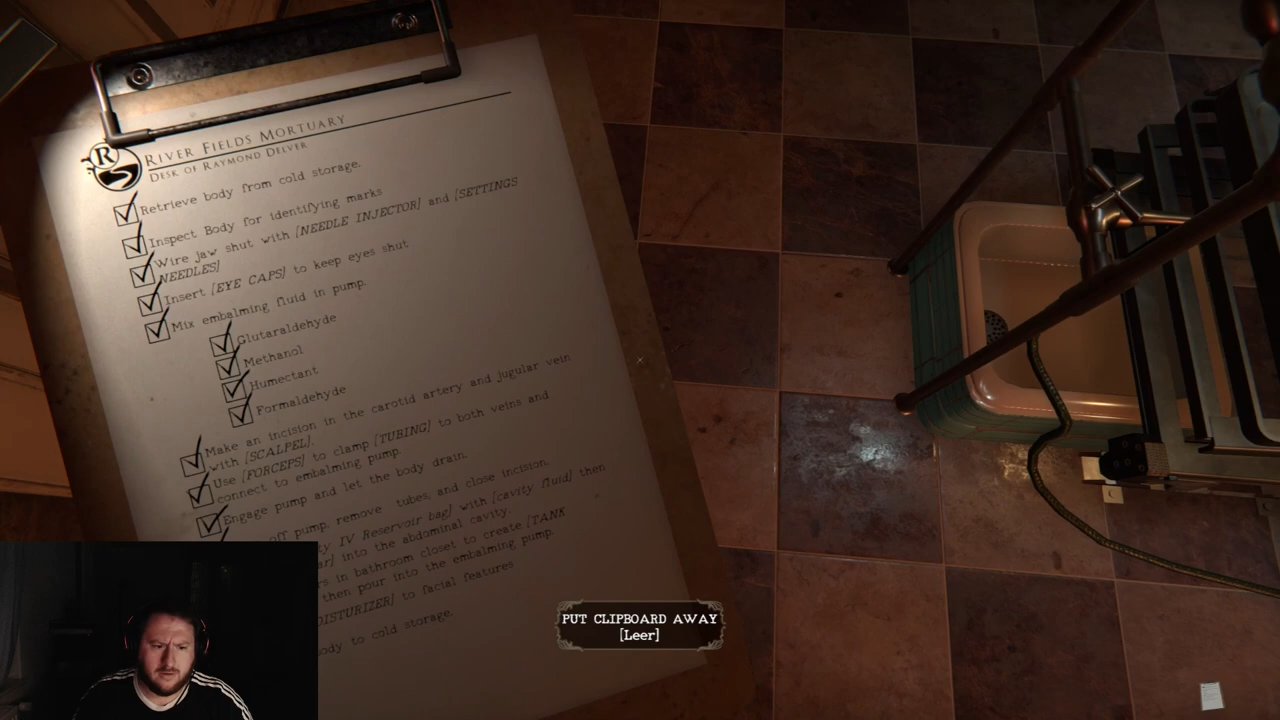 RIVER FIELDS MORTUARY
DESK OF RAYMOND DELVER
Retrieve body from cold storage.
Inspect Body for identifying marks
Wire jaw shut with [NEEDLE INJECTOR] and [SETTINGS
NEEDLES]
Insert [EYE CAPS] to keep eyes shut
Mix embalming fluid in pump.
Glutaraldehyde
Methanol
Humectant
Formaldehyde
Make an incision in the carotid artery and jugular vein
with [SCALPEL].
Use [FORCEPS] to clamp [TUBING] to both veins and
connect to embalming pump.
Engage pump and let the body drain.
off pump, remove tubes, and close incision.
IV Reservoir bag] with [cavity fluid] then
into the abdominal cavity.
in bathroom closet to create [TANK
then pour into the embalming pump.
to facial features
to cold storage.
PUT CLIPBOARD AWAY
[Leer]
R